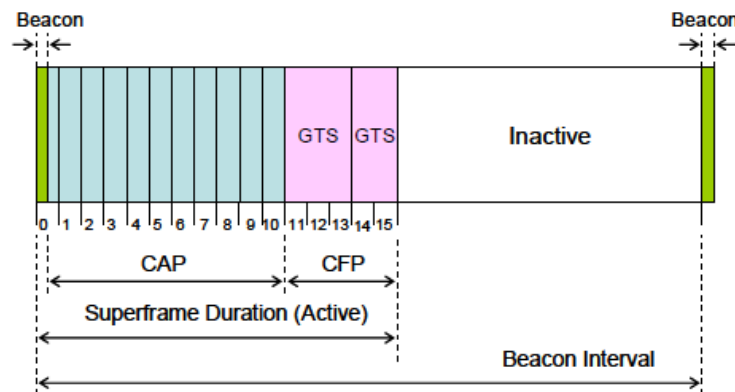 Beacon Beacon
GTS GTS Inactive
0 1 2 3 4 5 6 7 8 9 10 11 12 13 14 15
CAP CFP
Superframe Duration (Active)
Beacon Interval